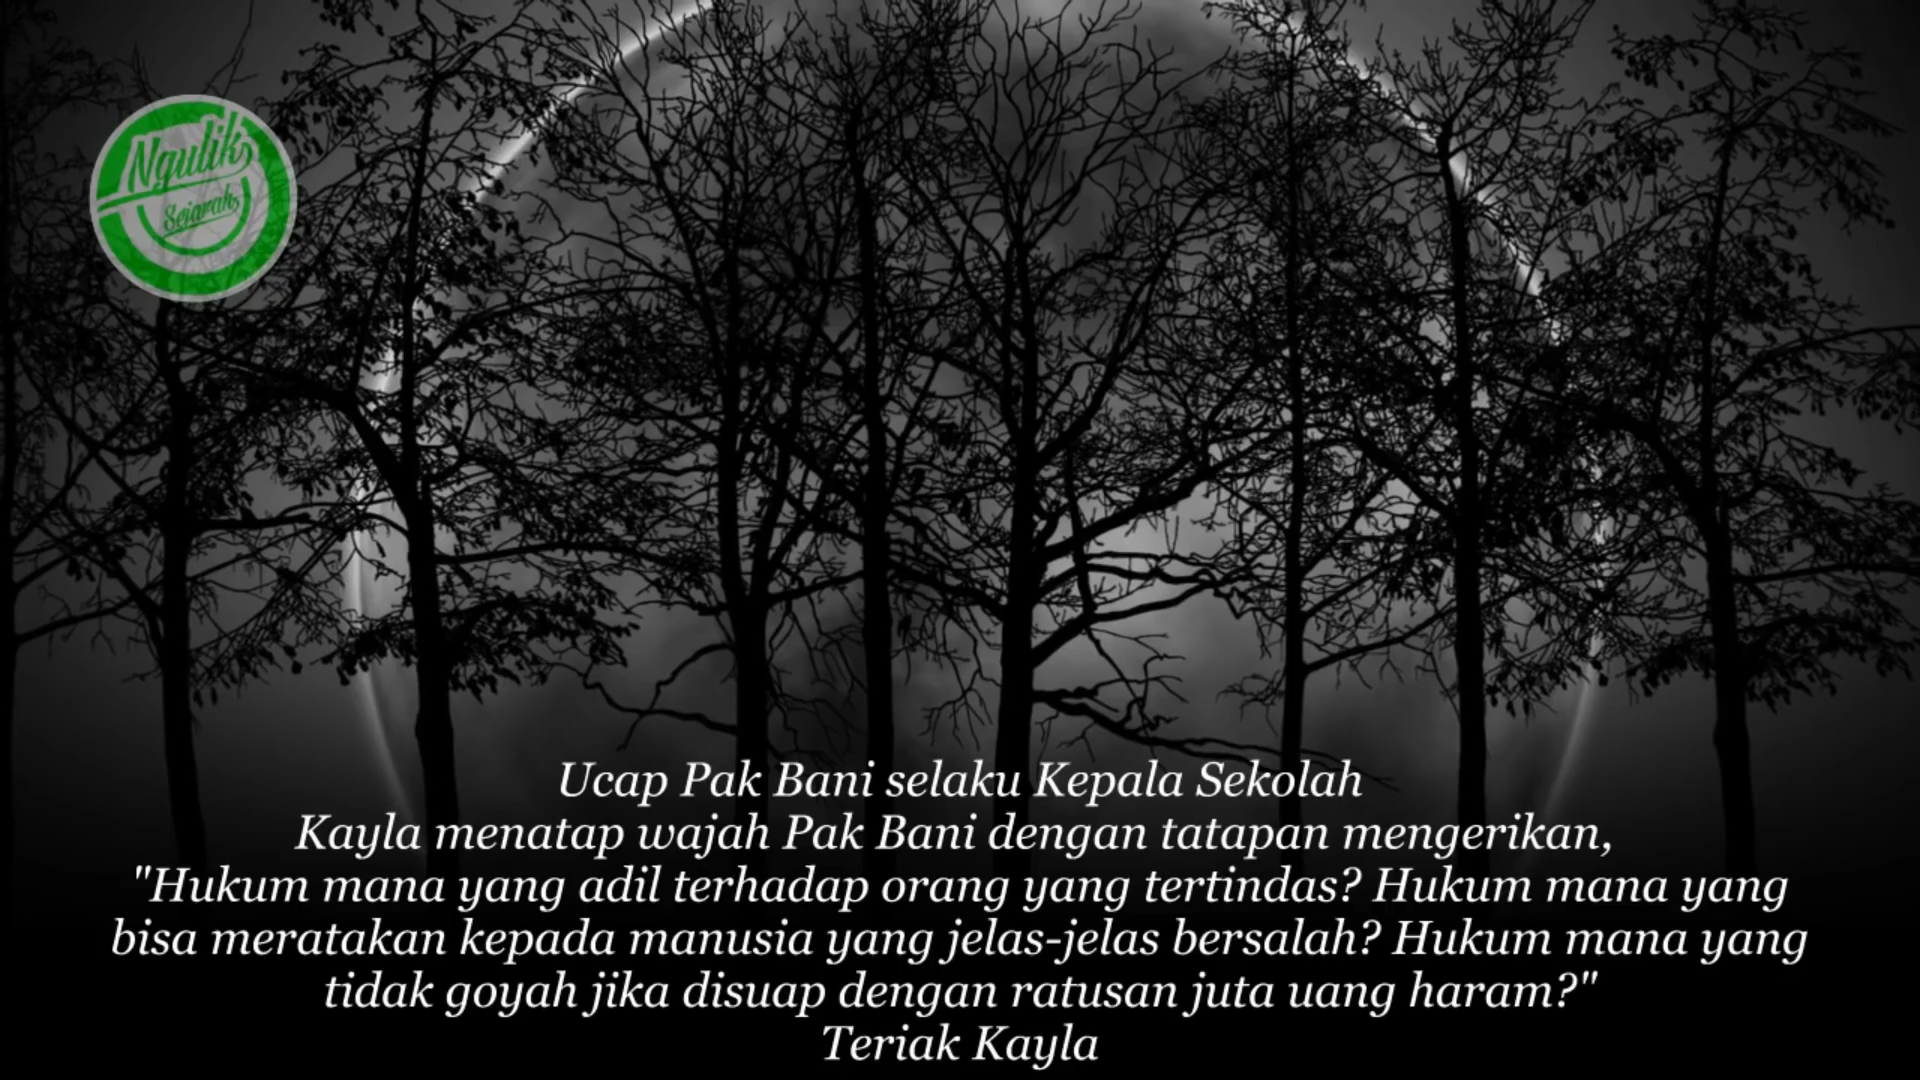 Ngulik
Sejarah
Ucap Pak Bani selaku Kepala Sekolah
Kayla menatap wajah Pak Bani dengan tatapan mengerikan,
"Hukum mana yang adil terhadap orang yang tertindas? Hukum mana yang
bisa meratakan kepada manusia yang jelas-jelas bersalah? Hukum mana yang
tidak goyah jika disuap dengan ratusan juta uang haram?"
Teriak Kayla